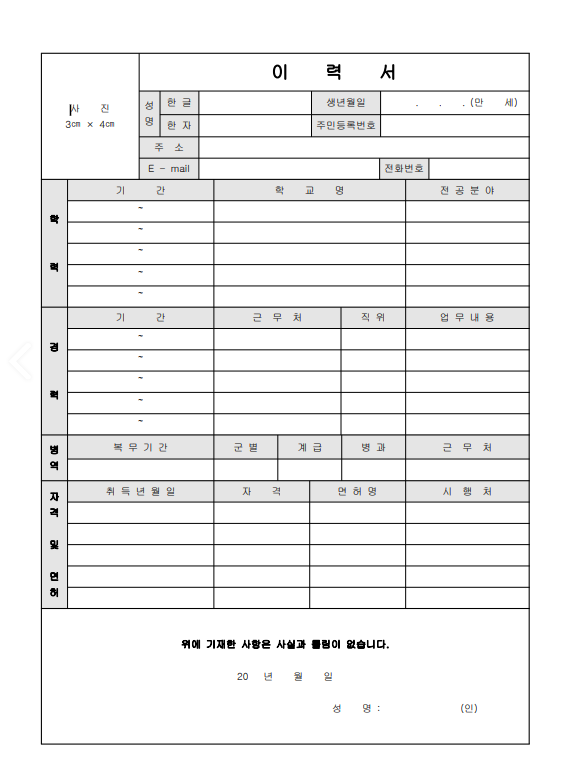 이 력 서
사 진
3㎝ × 4㎝
성명 한 글 생년월일 . . . (만 세)
한 자 주민등록번호
주 소
E - mail 전화번호
학 력
기 간 학 교 명 전 공 분 야
~
~
~
~
~
경 력
기 간 근 무 처 직 위 업 무 내 용
~
~
~
~
~
병역
복 무 기 간 군 별 계 급 병 과 근 무 처
자격 및 면허
취 득 년 월 일 자 격 면 허 명 시 행 처
위에 기재한 사항은 사실과 틀림이 없습니다.
20 년 월 일
성 명 : (인)